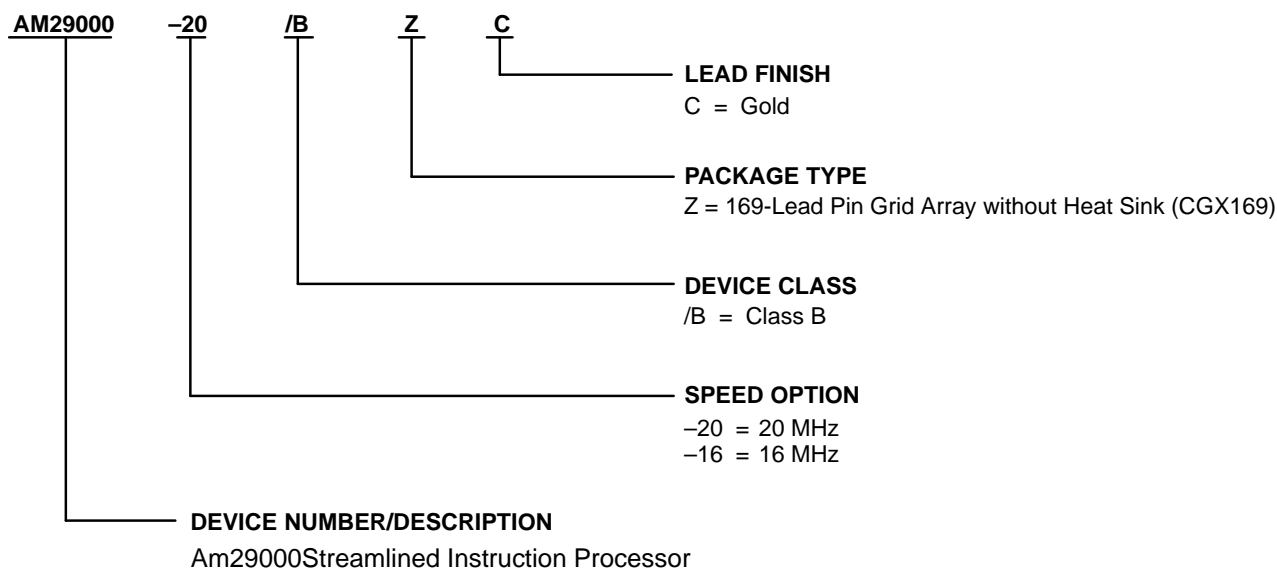 AM29000 –20 /B Z C
LEAD FINISH
C = Gold
PACKAGE TYPE
Z = 169-Lead Pin Grid Array without Heat Sink (CGX169)
DEVICE CLASS
/B = Class B
SPEED OPTION
–20 = 20 MHz
–16 = 16 MHz
DEVICE NUMBER/DESCRIPTION
Am29000Streamlined Instruction Processor